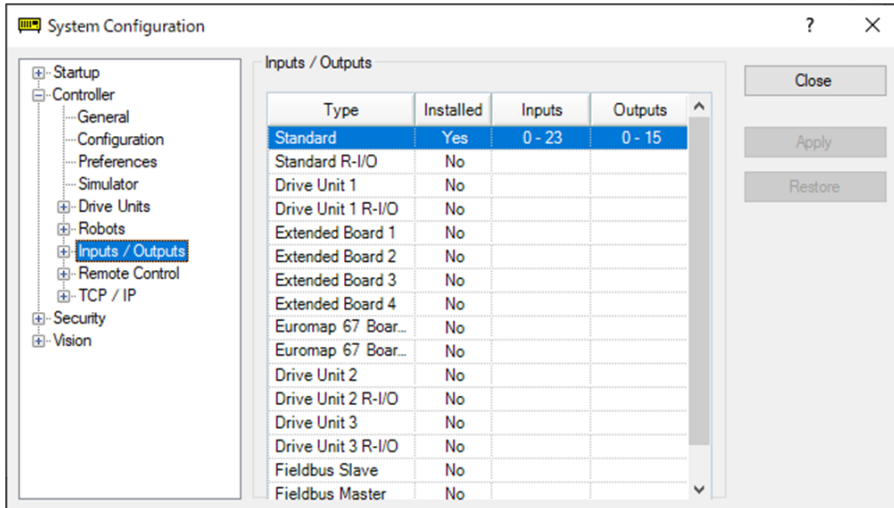 System Configuration
Startup
Controller
General
Configuration
Preferences
Simulator
Drive Units
Robots
Inputs / Outputs
Remote Control
TCP / IP
Security
Vision
Inputs / Outputs
Type Installed Inputs Outputs
Standard Yes 0 - 23 0 - 15
Standard R-I/O No
Drive Unit 1 No
Drive Unit 1 R-I/O No
Extended Board 1 No
Extended Board 2 No
Extended Board 3 No
Extended Board 4 No
Euromap 67 Boar... No
Euromap 67 Boar... No
Drive Unit 2 No
Drive Unit 2 R-I/O No
Drive Unit 3 No
Drive Unit 3 R-I/O No
Fieldbus Slave No
Fieldbus Master No
Close
Apply
Restore